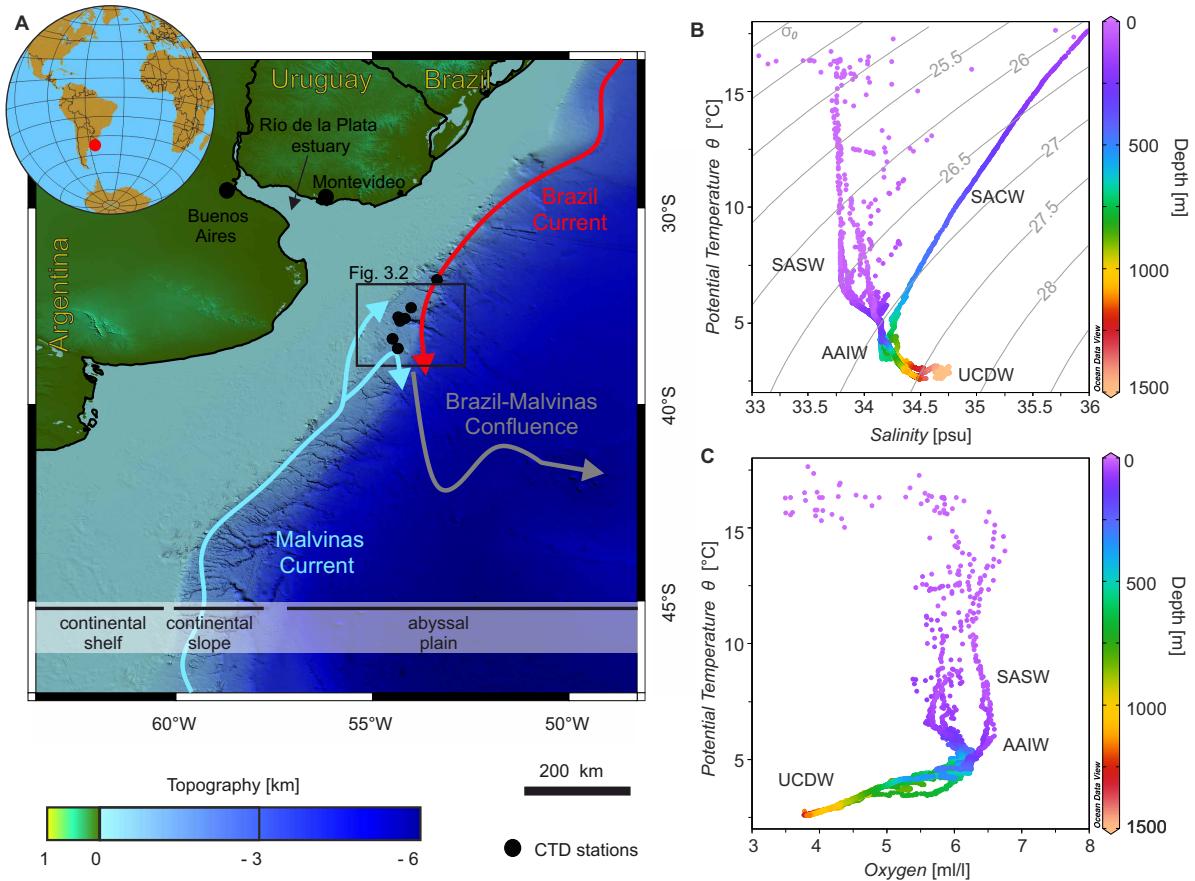 A
Uruguay
Brazil
Río de la Plata
estuary
Montevideo
Buenos
Aires
Argentina
Brazil
Current
Fig. 3.2
Brazil-Malvinas
Confluence
Malvinas
Current
continental
shelf
continental
slope
abyssal
plain
30°S
40°S
45°S
60°W
55°W
50°W
Topography [km]
1
0
- 3
- 6
200 km
CTD stations
B
σ0
25.5
26
26.5
27
27.5
28
SACW
SASW
AAIW
UCDW
Potential Temperature θ [°C]
15
10
5
33
33.5
34
34.5
35
35.5
36
Salinity [psu]
Ocean Data View
0
500
1000
1500
Depth [m]
C
SASW
AAIW
UCDW
Potential Temperature θ [°C]
15
10
5
3
4
5
6
7
8
Oxygen [ml/l]
Ocean Data View
0
500
1000
1500
Depth [m]